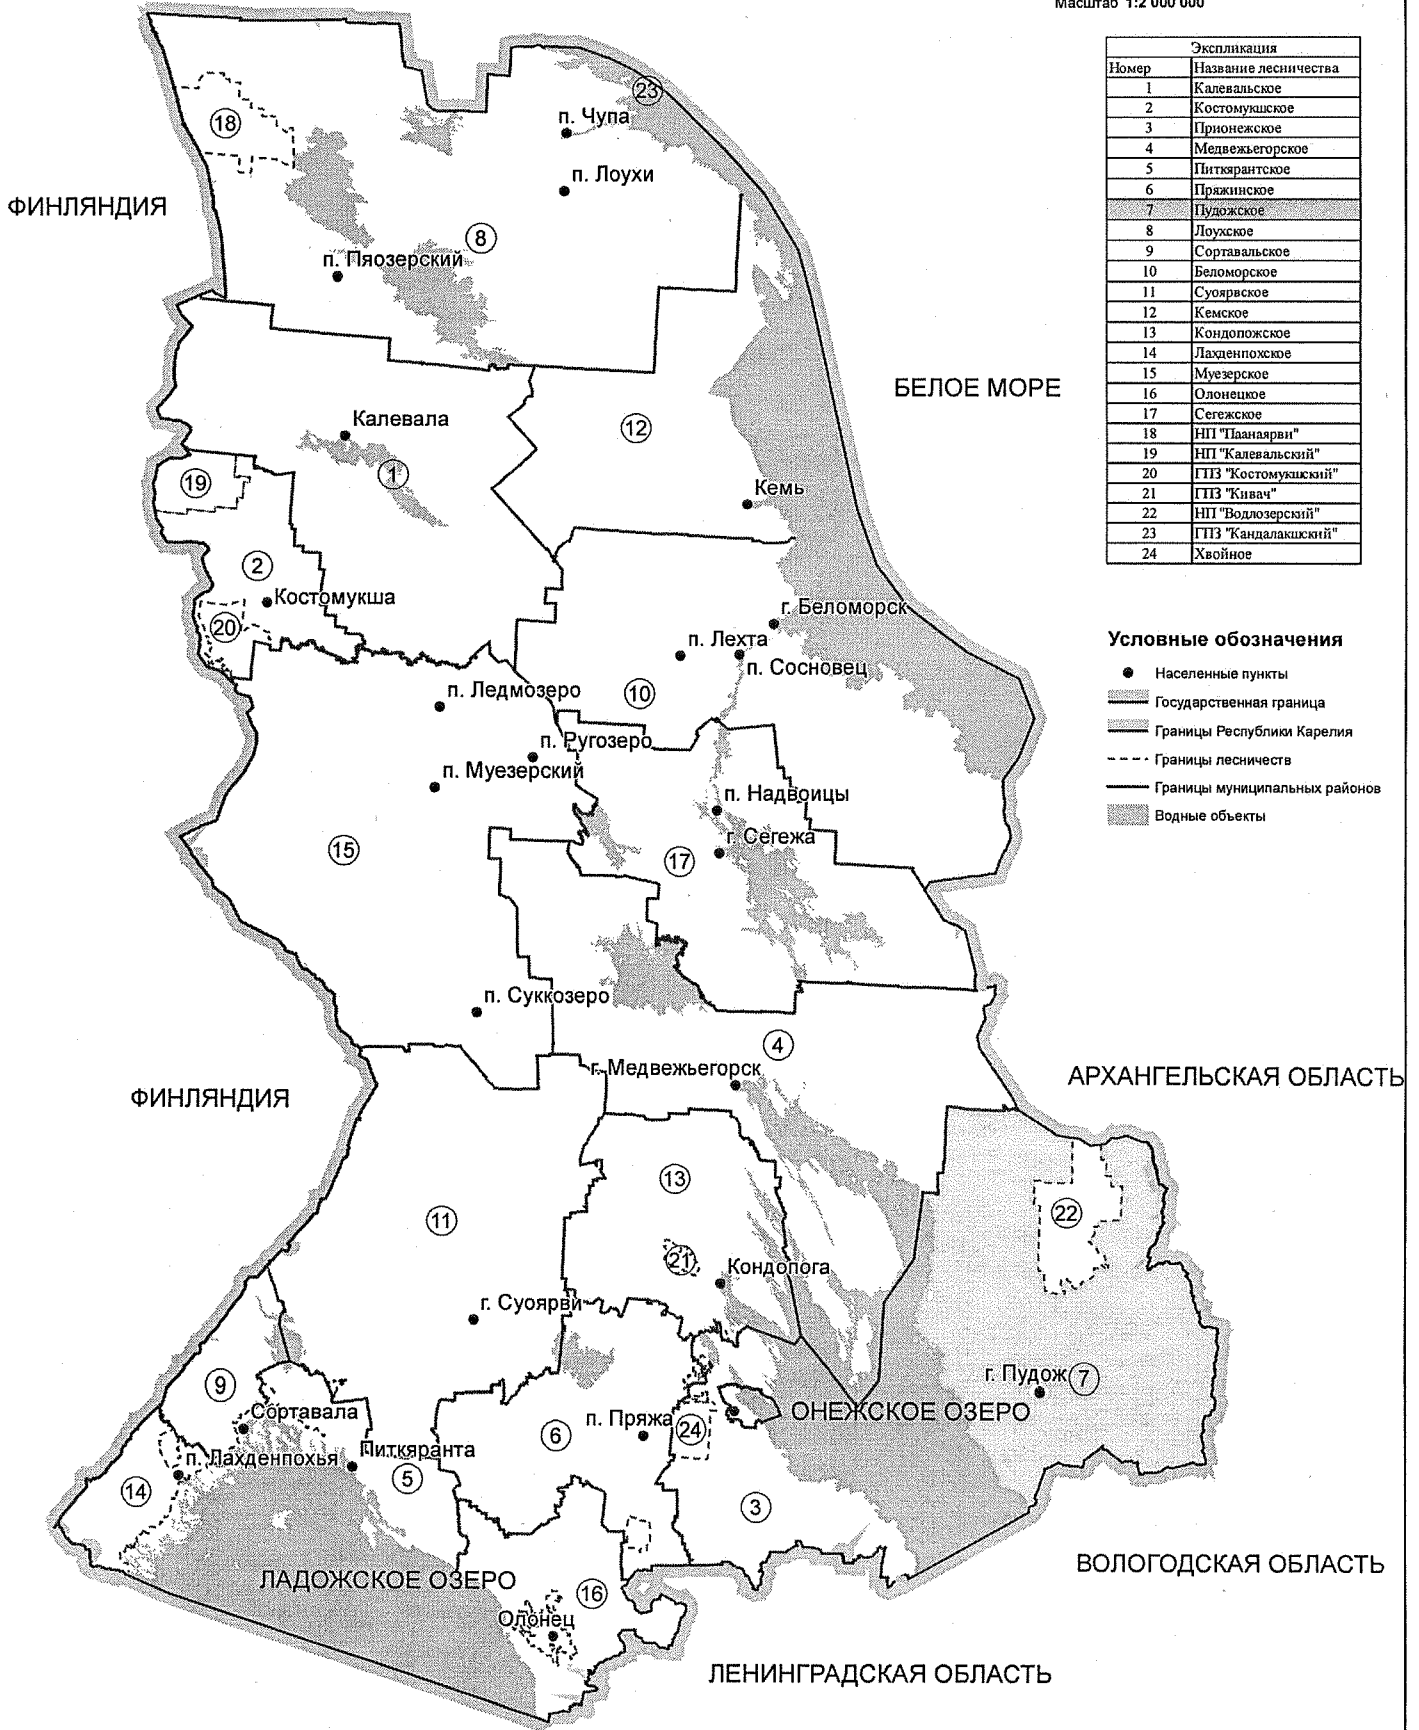 Масштаб 1:2 000 000
Экспликация
Номер Название лесничества
1 Калевальское
2 Костомукшское
3 Прионежское
4 Медвежьегорское
5 Питкярантское
6 Пряжинское
7 Пудожское
8 Лоухское
9 Сортавальское
10 Беломорское
11 Суоярвское
12 Кемское
13 Кондопожское
14 Лахденпохское
15 Муезерское
16 Олонецкое
17 Сегежское
18 НП "Паанаярви"
19 НП "Калевальский"
20 ГПЗ "Костомукшский"
21 ГПЗ "Кивач"
22 НП "Водлозерский"
23 ГПЗ "Кандалакшский"
24 Хвойное
Условные обозначения
Населенные пункты
Государственная граница
Границы Республики Карелия
Границы лесничеств
Границы муниципальных районов
Водные объекты
23
18
п. Чупа
п. Лоухи
ФИНЛЯНДИЯ
8
п. Пяозерский
БЕЛОЕ МОРЕ
Калевала
12
1
19
Кемь
2
Костомукша
г. Беломорск
20
п. Лехта
п. Сосновец
п. Ледмозеро
10
п. Ругозеро
п. Муезерский
п. Надвоицы
г. Сегежа
15
17
п. Суккозеро
4
г. Медвежьегорск
АРХАНГЕЛЬСКАЯ ОБЛАСТЬ
ФИНЛЯНДИЯ
13
22
11
21
Кондопога
г. Суоярви
г. Пудож 7
9
Сортавала
ОНЕЖСКОЕ ОЗЕРО
п. Пряжа
24
6
Питкяранта
п. Лахденпохья
5
14
3
ВОЛОГОДСКАЯ ОБЛАСТЬ
ЛАДОЖСКОЕ ОЗЕРО
16
Олонец
ЛЕНИНГРАДСКАЯ ОБЛАСТЬ